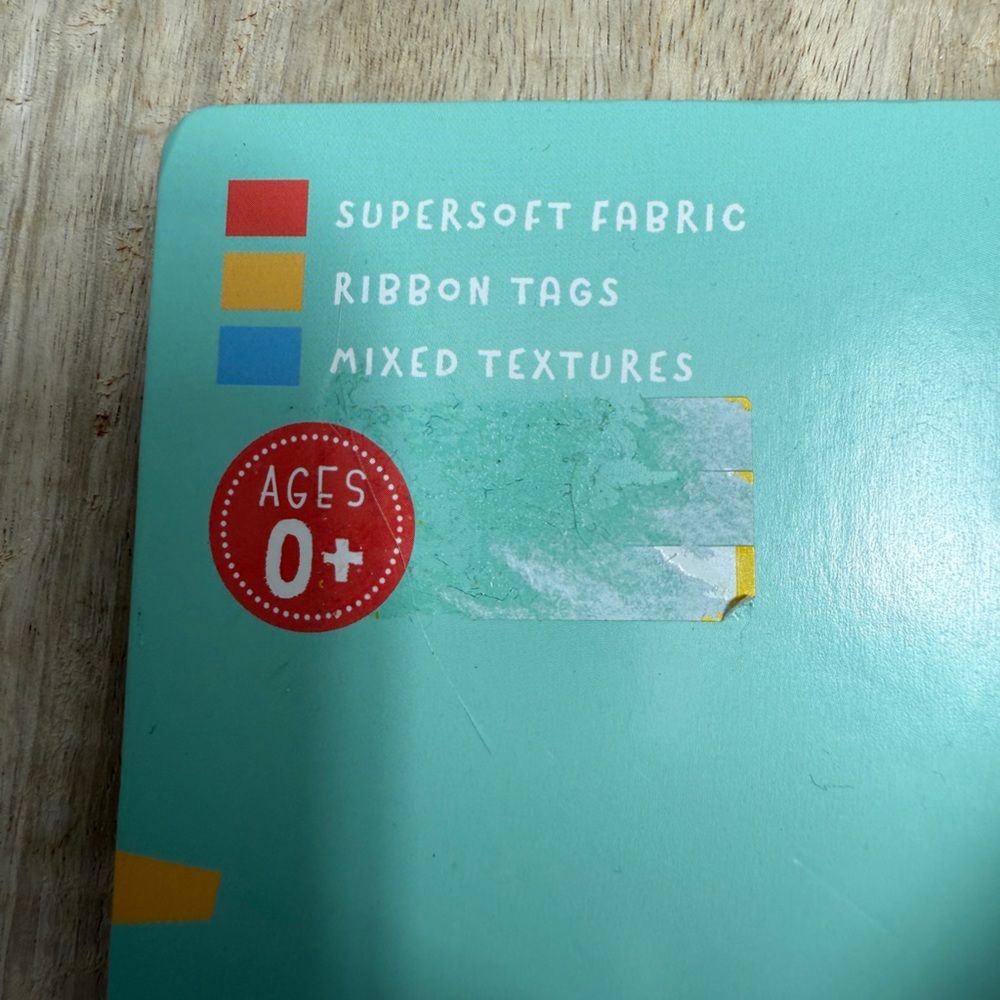 SUPERSOFT FABRIC
RIBBON TAGS
MIXED TEXTURES
AGES
0+